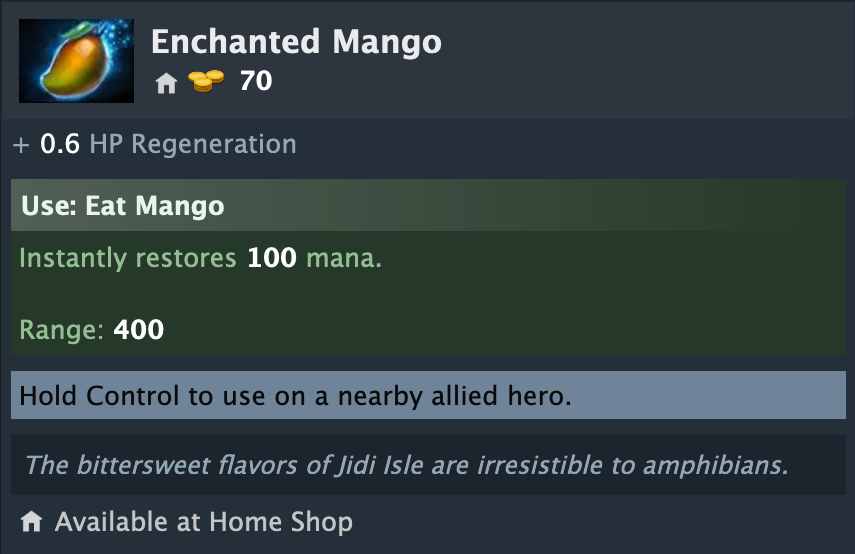 Enchanted Mango
70
+ 0.6 HP Regeneration
Use: Eat Mango
Instantly restores 100 mana.
Range: 400
Hold Control to use on a nearby allied hero.
The bittersweet flavors of Jidi Isle are irresistible to amphibians.
Available at Home Shop